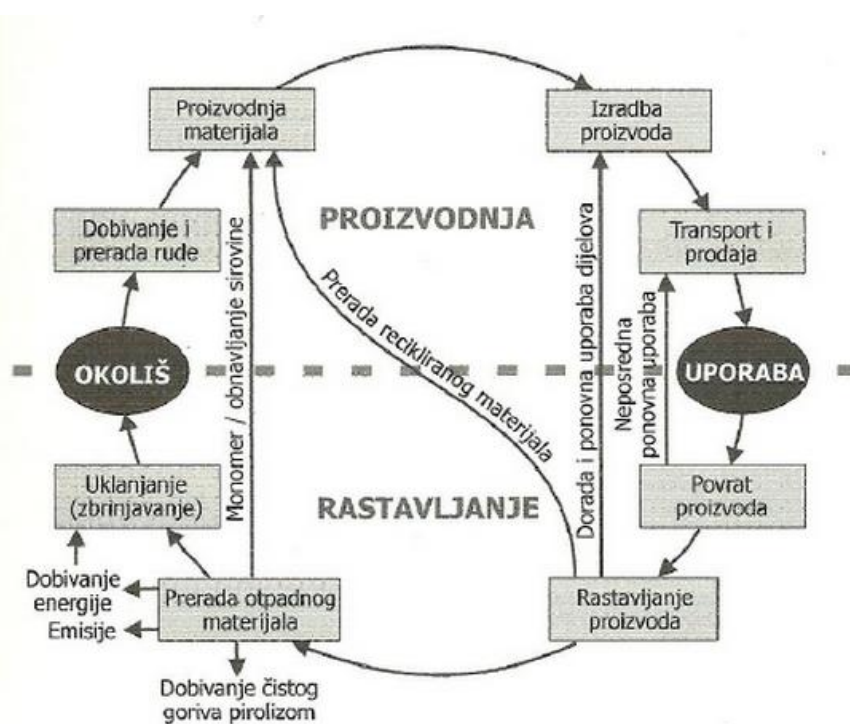 Proizvodnja
materijala
Izradba
proizvoda
Dobivanje i
prerada rude
PROIZVODNJA
Transport i
prodaja
Monomer / obnavljanje sirovine
Prerada recikliranog materijala
Dorada i ponovna uporaba dijelova
Neposredna
ponovna uporaba
OKOLIŠ
UPORABA
Uklanjanje
(zbrinjavanje)
RASTAVLJANJE
Povrat
proizvoda
Dobivanje
energije
Emisije
Prerada otpadnog
materijala
Rastavljanje
proizvoda
Dobivanje čistog
goriva pirolizom